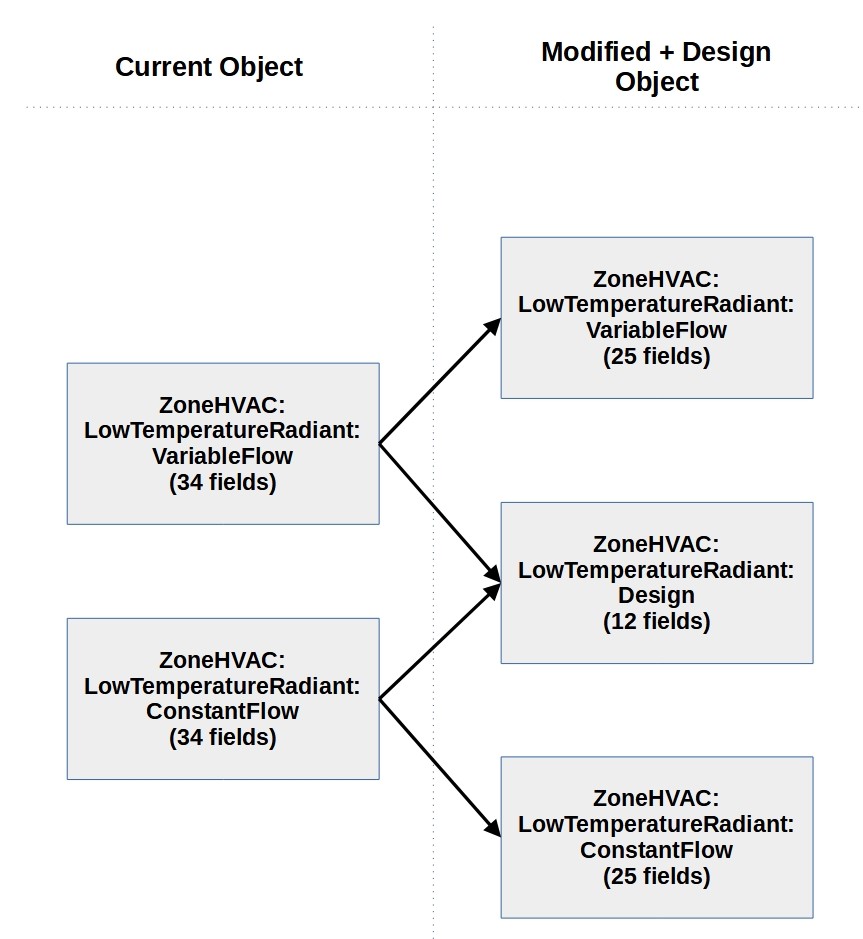 Current Object
Modified + Design
Object
ZoneHVAC:
LowTemperatureRadiant:
VariableFlow
(34 fields)
ZoneHVAC:
LowTemperatureRadiant:
ConstantFlow
(34 fields)
ZoneHVAC:
LowTemperatureRadiant:
VariableFlow
(25 fields)
ZoneHVAC:
LowTemperatureRadiant:
Design
(12 fields)
ZoneHVAC:
LowTemperatureRadiant:
ConstantFlow
(25 fields)